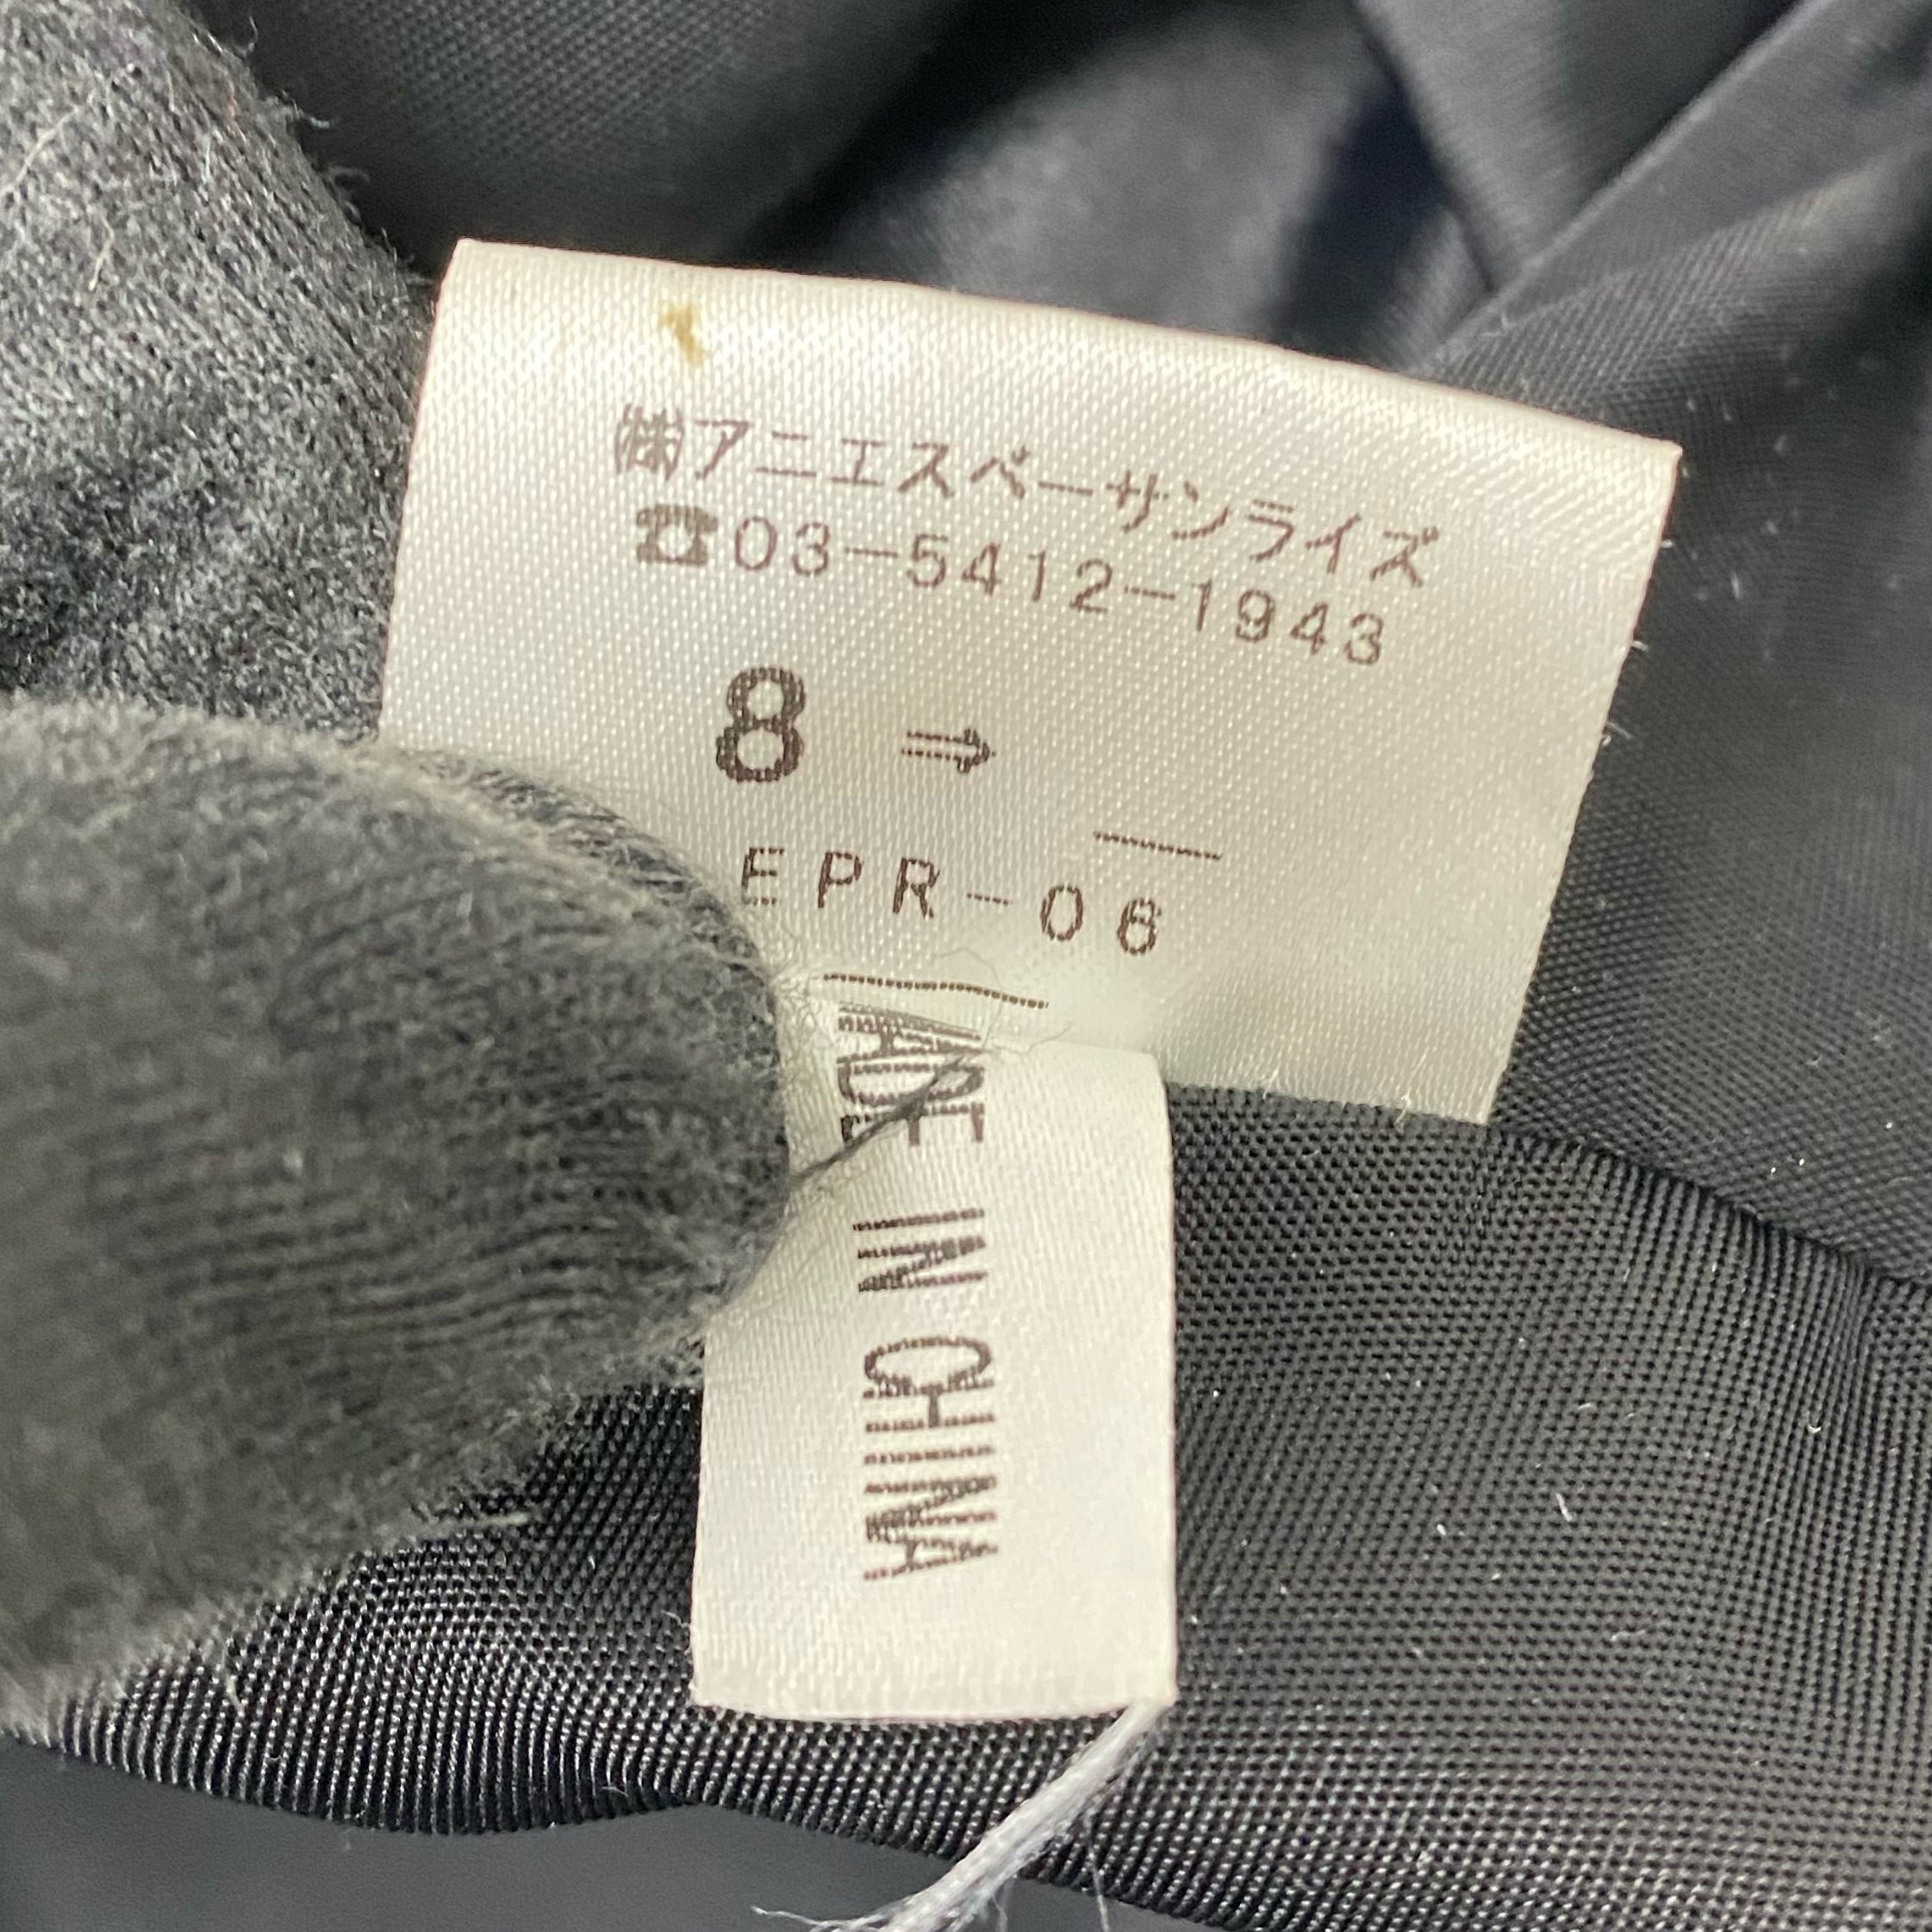 ㈱アニエスベーサンライズ
☎03-5412-1943
8 ⇒
EPR-06
MADE IN CHINA